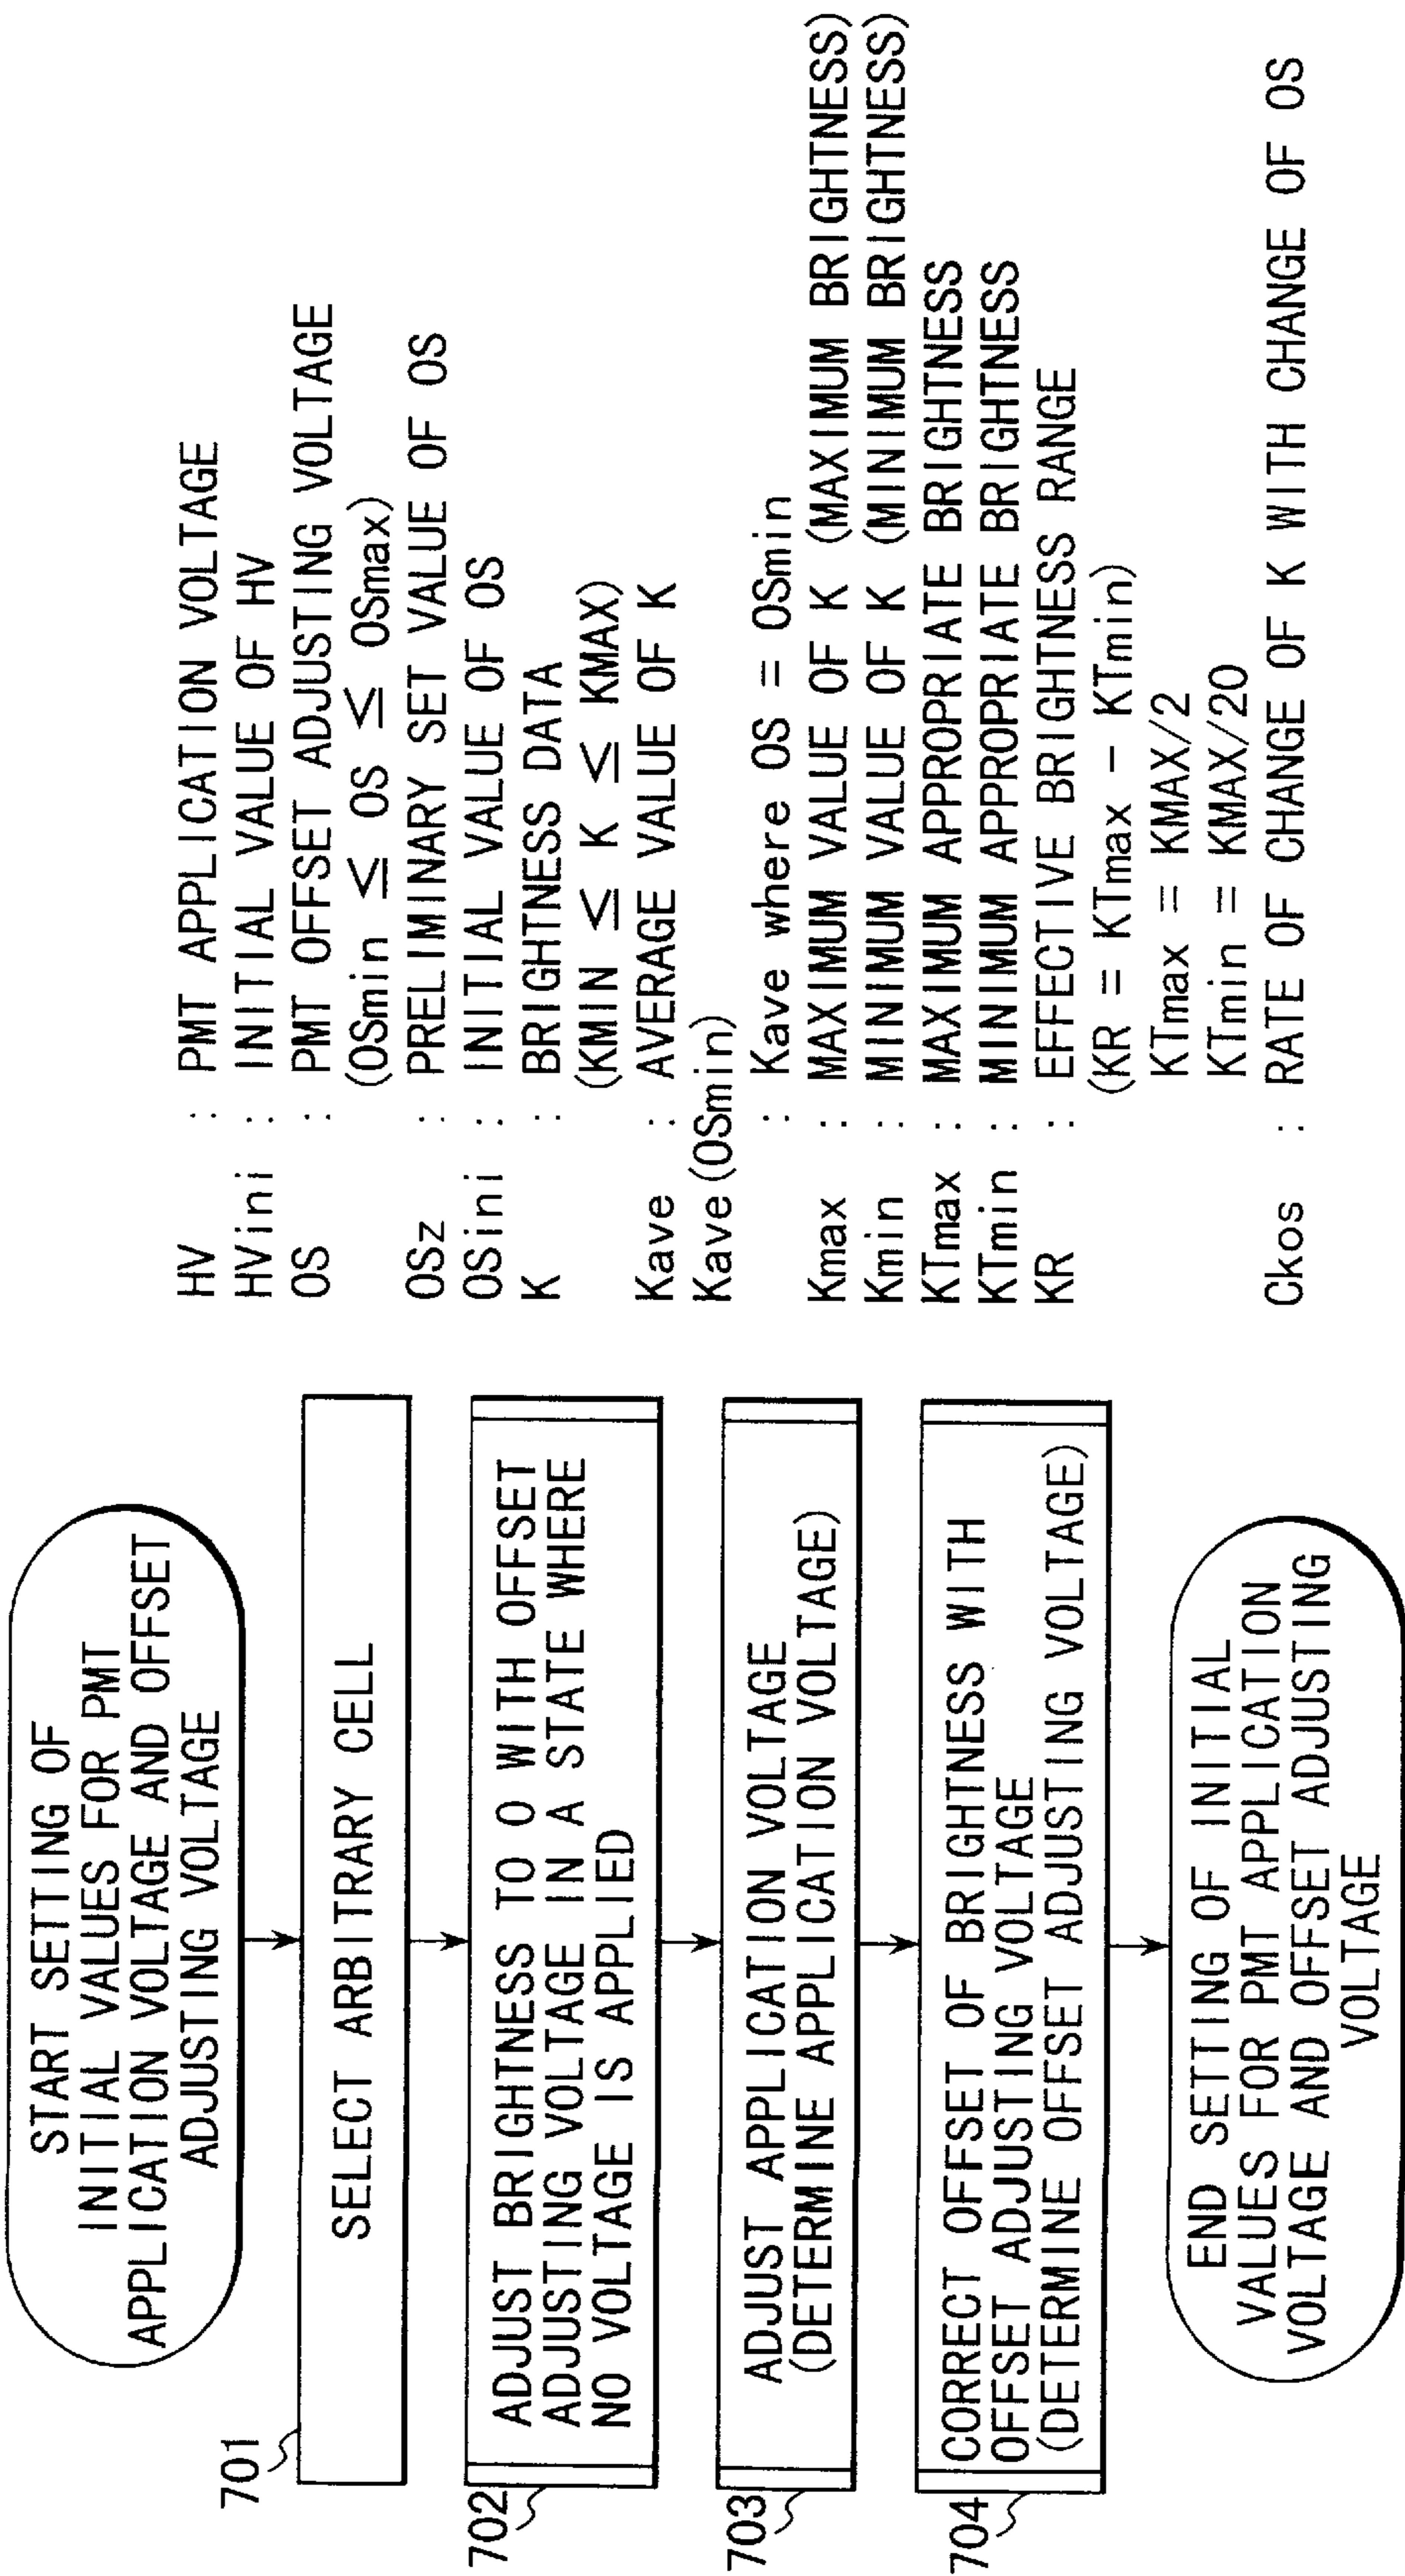 START SETTING OF
INITIAL VALUES FOR PMT
APPLICATION VOLTAGE AND OFFSET
ADJUSTING VOLTAGE
701
SELECT ARBITRARY CELL
702
ADJUST BRIGHTNESS TO 0 WITH OFFSET
ADJUSTING VOLTAGE IN A STATE WHERE
NO VOLTAGE IS APPLIED
703
ADJUST APPLICATION VOLTAGE
(DETERMINE APPLICATION VOLTAGE)
704
CORRECT OFFSET OF BRIGHTNESS WITH
OFFSET ADJUSTING VOLTAGE
(DETERMINE OFFSET ADJUSTING VOLTAGE)
END SETTING OF INITIAL
VALUES FOR PMT APPLICATION
VOLTAGE AND OFFSET ADJUSTING
VOLTAGE
HV : PMT APPLICATION VOLTAGE
HVini : INITIAL VALUE OF HV
OS : PMT OFFSET ADJUSTING VOLTAGE
(OSmin ≤ OS ≤ OSmax)
OSz : PRELIMINARY SET VALUE OF OS
OSini : INITIAL VALUE OF OS
K : BRIGHTNESS DATA
(KMIN ≤ K ≤ KMAX)
Kave : AVERAGE VALUE OF K
Kave(OSmin)
: Kave where OS = OSmin
Kmax : MAXIMUM VALUE OF K (MAXIMUM BRIGHTNESS)
Kmin : MINIMUM VALUE OF K (MINIMUM BRIGHTNESS)
KTmax : MAXIMUM APPROPRIATE BRIGHTNESS
KTmin : MINIMUM APPROPRIATE BRIGHTNESS
KR : EFFECTIVE BRIGHTNESS RANGE
(KR = KTmax - KTmin)
KTmax = KMAX/2
KTmin = KMAX/20
Ckos : RATE OF CHANGE OF K WITH CHANGE OF OS